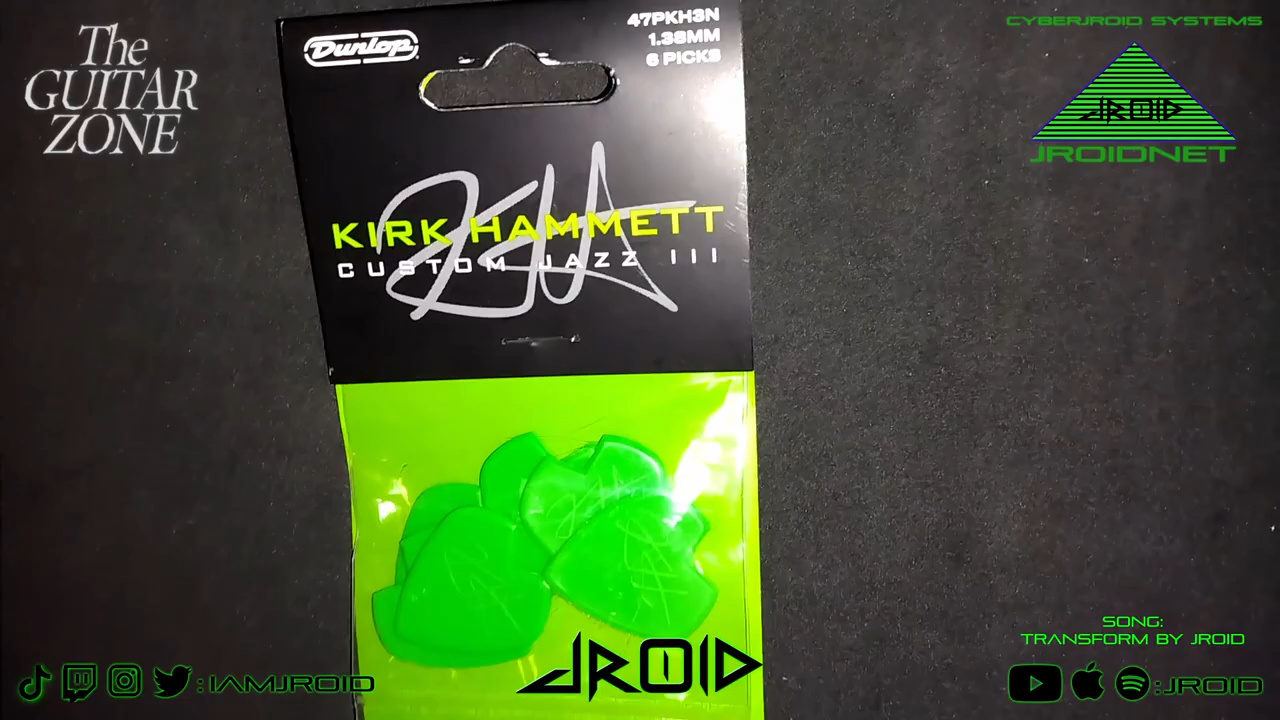 The
GUITAR
ZONE
Dunlop
47PKH3N
1.38MM
6 PICKS
CYBERJROID SYSTEMS
JROID
JROIDNET
KIRK HAMMETT
CUSTOM JAZZ III
SONG:
TRANSFORM BY JROID
:IAMJROID
JROID
:JROID